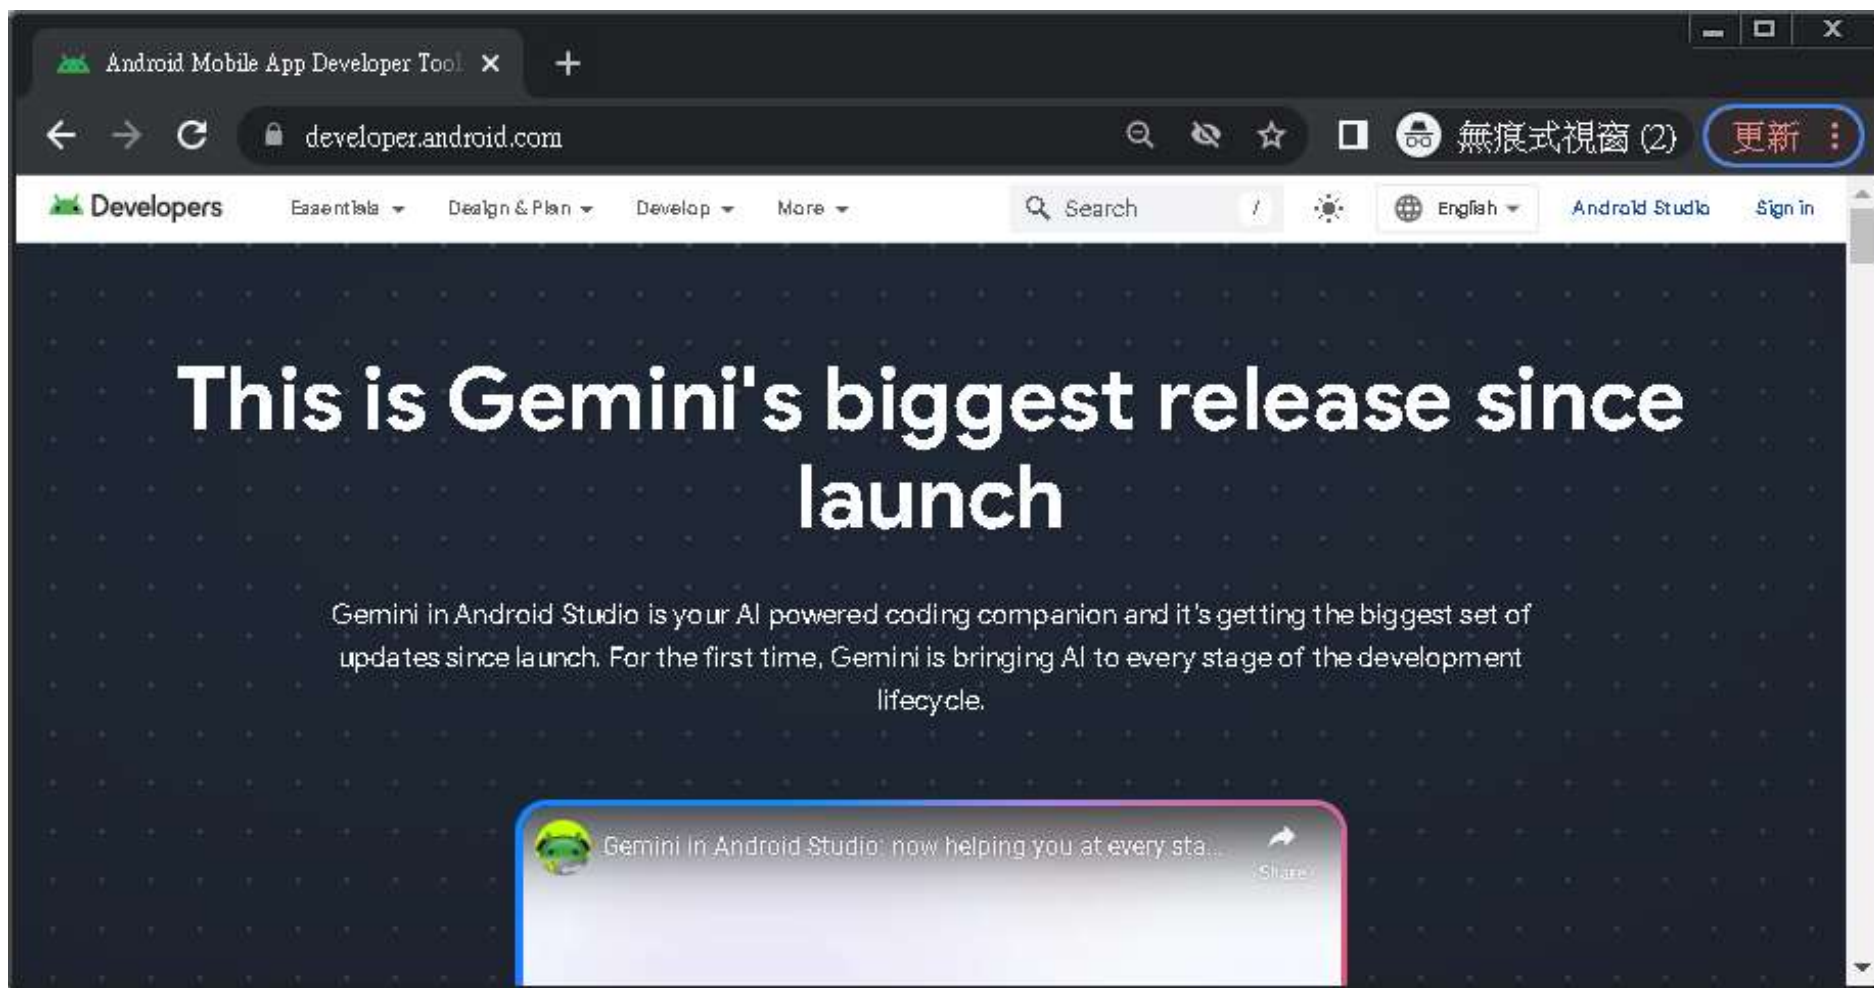 Android Mobile App Developer Tool
developer.android.com
無痕式視窗 (2)
更新
Developers
Essentials
Design & Plan
Develop
More
Search
/
English
Android Studio
Sign in
This is Gemini's biggest release since
launch
Gemini in Android Studio is your AI powered coding companion and it's getting the biggest set of
updates since launch. For the first time, Gemini is bringing AI to every stage of the development
lifecycle.
Gemini in Android Studio: now helping you at every sta...
Share